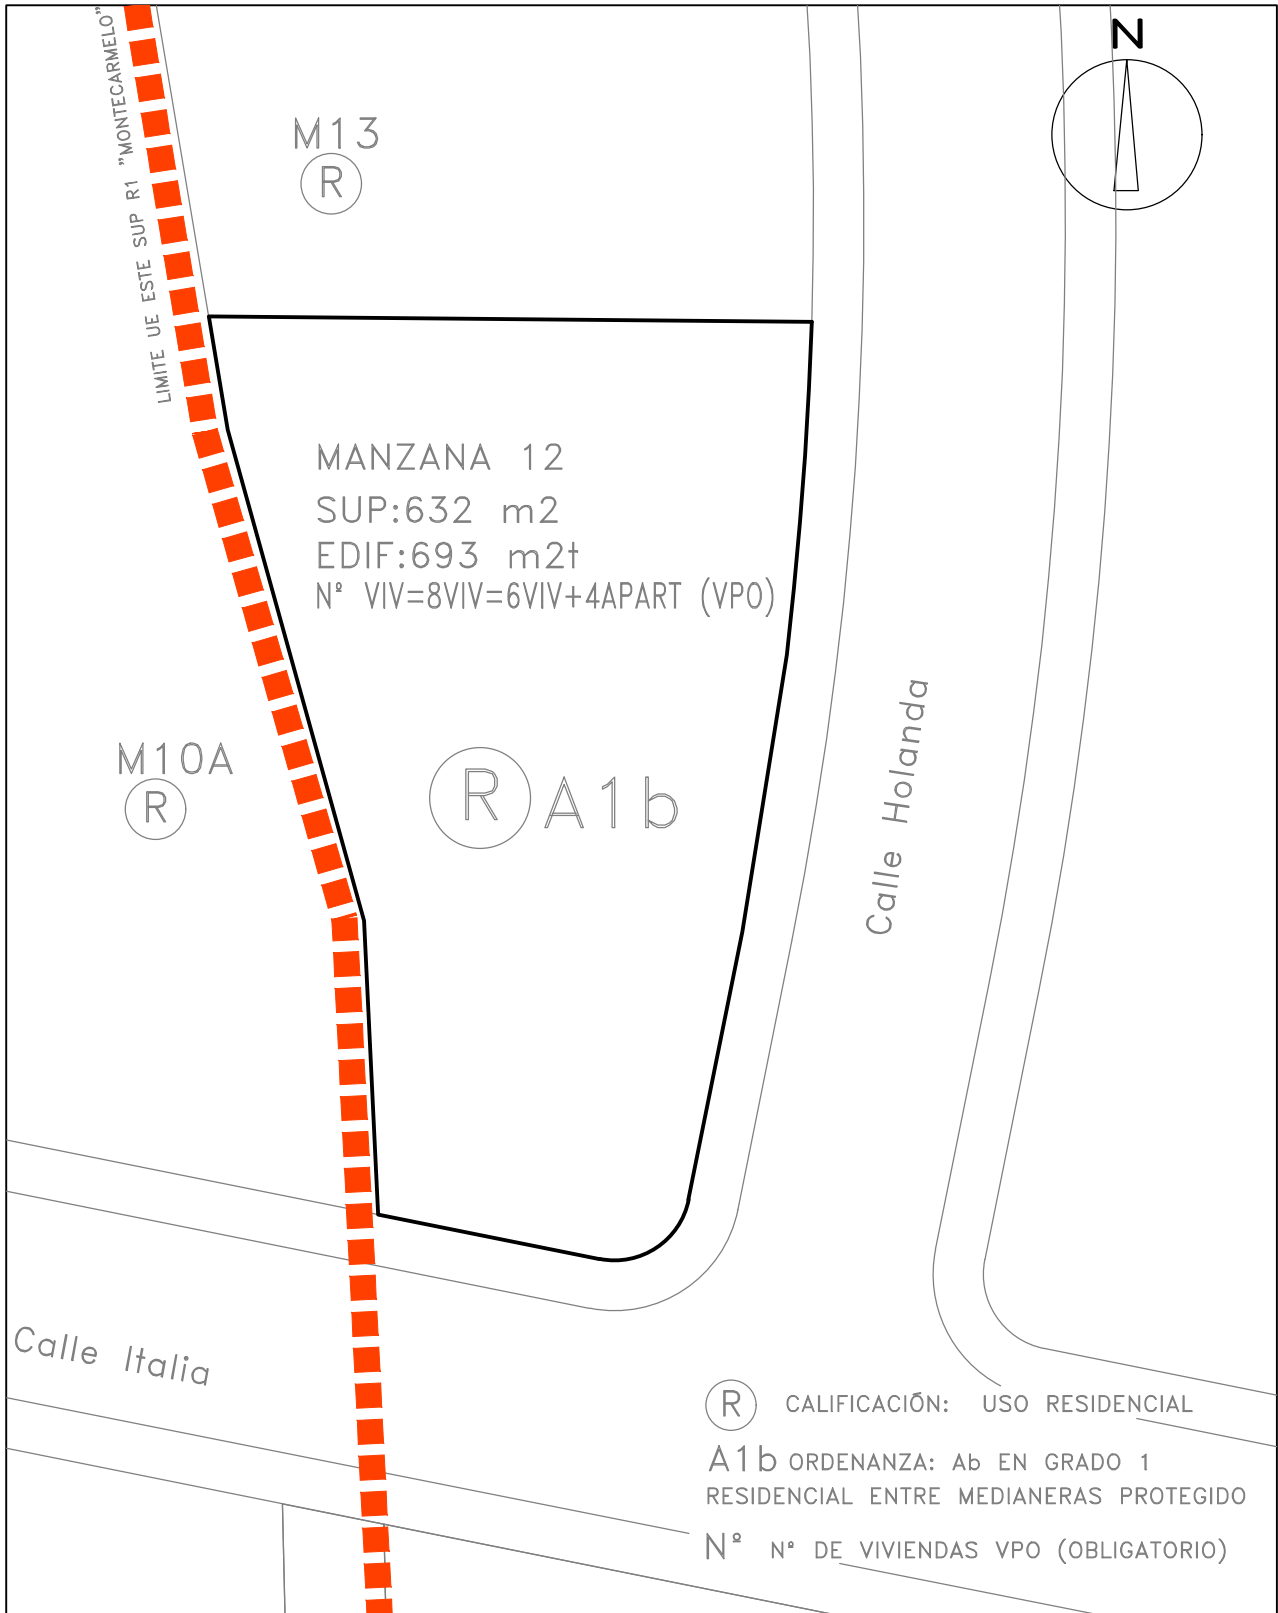 N
LIMITE UE ESTE SUP R1 "MONTECARMELO"
M13
R
MANZANA 12
SUP:632 m2
EDIF:693 m2t
Nº VIV=8VIV=6VIV+4APART (VPO)
M10A
R
R A1b
Calle Holanda
Calle Italia
R CALIFICACIÓN: USO RESIDENCIAL
A1b ORDENANZA: Ab EN GRADO 1
RESIDENCIAL ENTRE MEDIANERAS PROTEGIDO
Nº Nº DE VIVIENDAS VPO (OBLIGATORIO)